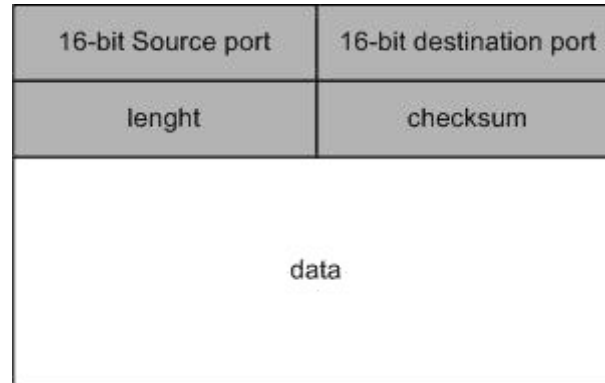 16-bit Source port
16-bit destination port
lenght
checksum
data